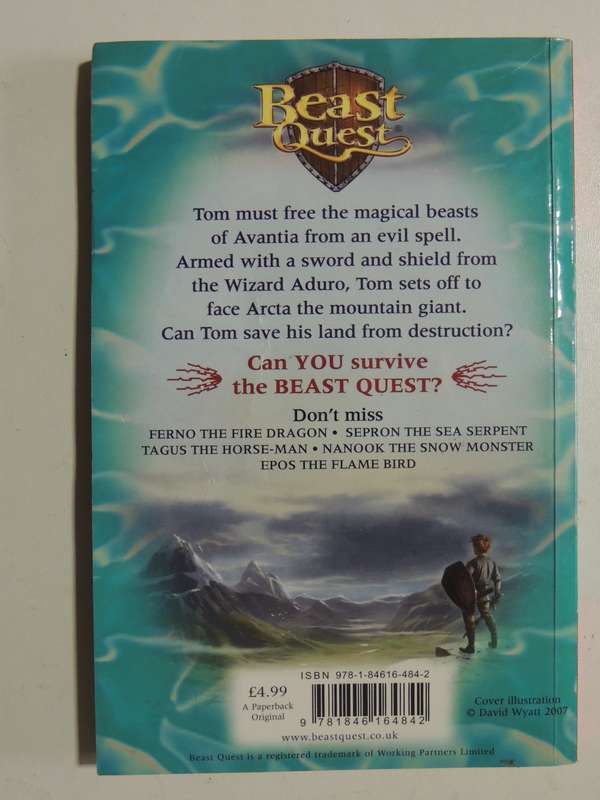 Beast
Quest®
Tom must free the magical beasts
of Avantia from an evil spell.
Armed with a sword and shield from
the Wizard Aduro, Tom sets off to
face Arcta the mountain giant.
Can Tom save his land from destruction?
Can YOU survive
the BEAST QUEST?
Don't miss
FERNO THE FIRE DRAGON • SEPRON THE SEA SERPENT
TAGUS THE HORSE-MAN • NANOOK THE SNOW MONSTER
EPOS THE FLAME BIRD
ISBN 978-1-84616-484-2
£4.99
A Paperback
Original
9 781846 164842
www.beastquest.co.uk
Cover illustration
© David Wyatt 2007
Beast Quest is a registered trademark of Working Partners Limited